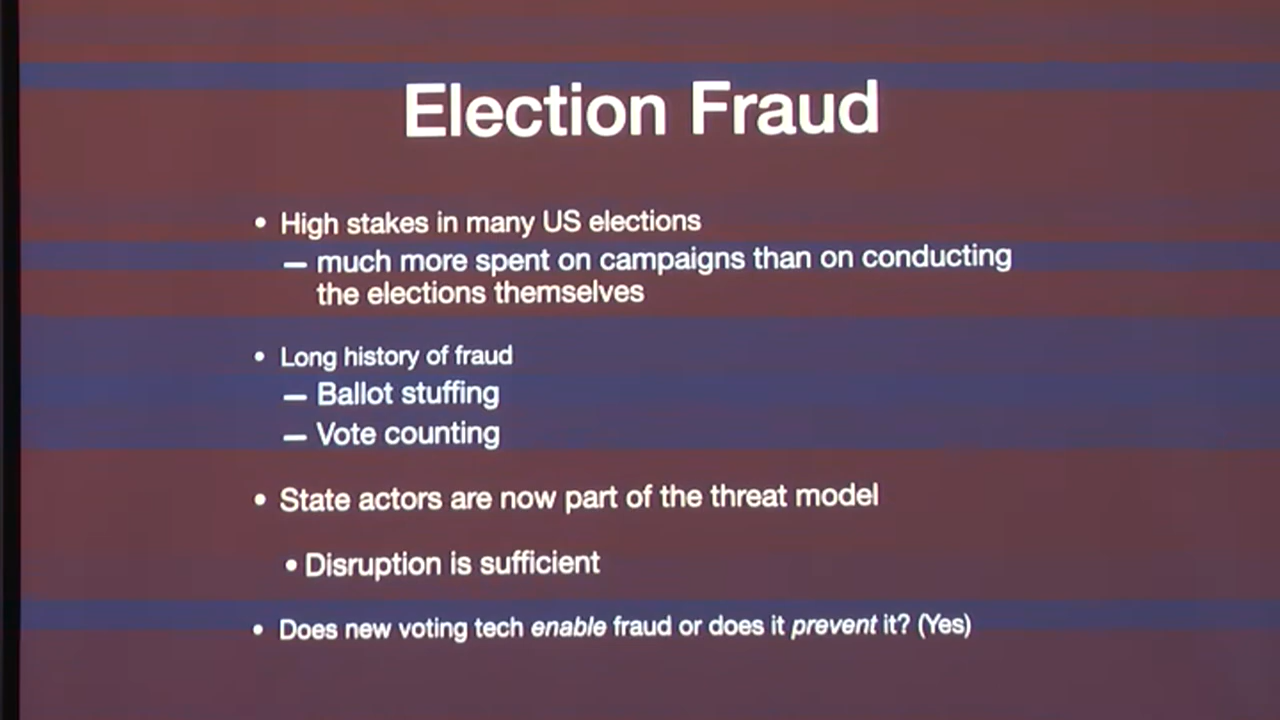 Election Fraud
• High stakes in many US elections
— much more spent on campaigns than on conducting
the elections themselves
• Long history of fraud
— Ballot stuffing
— Vote counting
• State actors are now part of the threat model
• Disruption is sufficient
• Does new voting tech enable fraud or does it prevent it? (Yes)